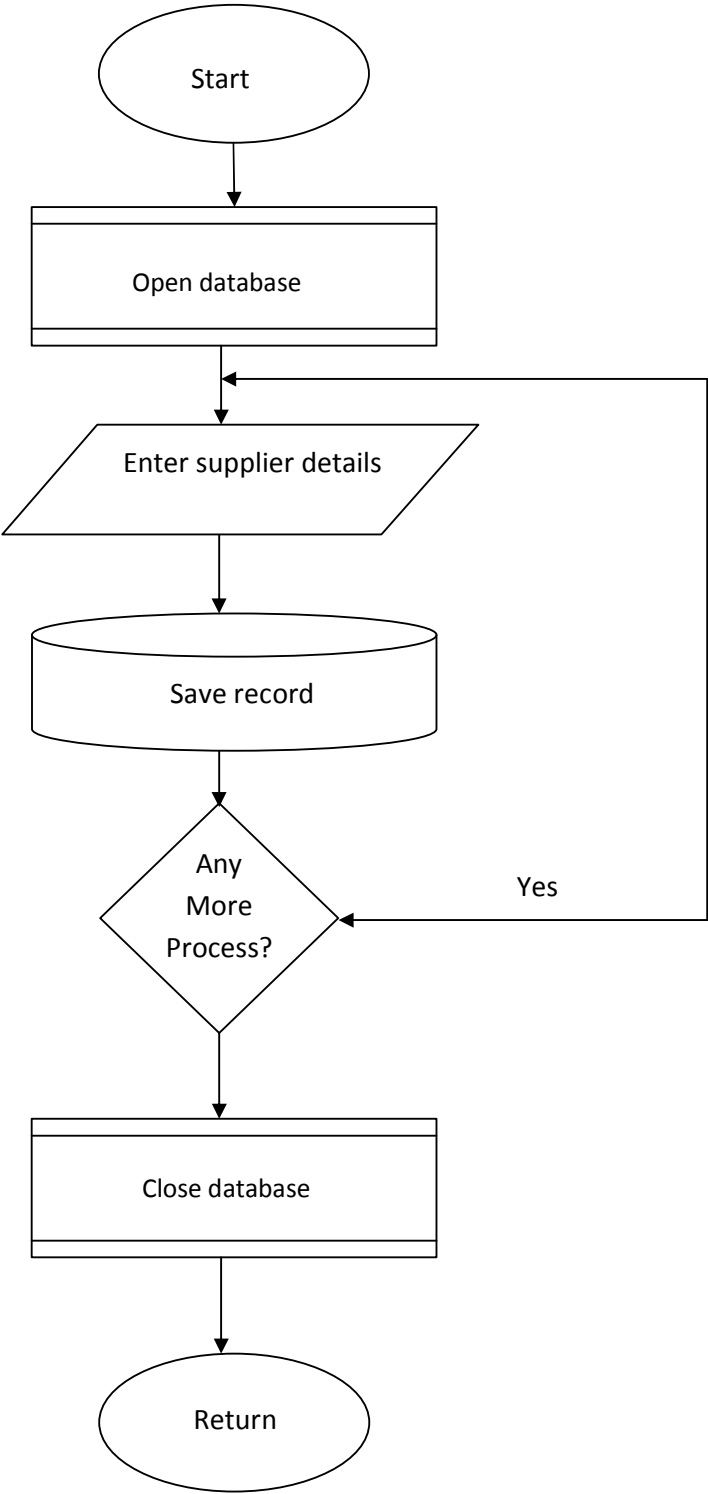 Start
Open database
Enter supplier details
Save record
Any
More
Process?
Yes
Close database
Return